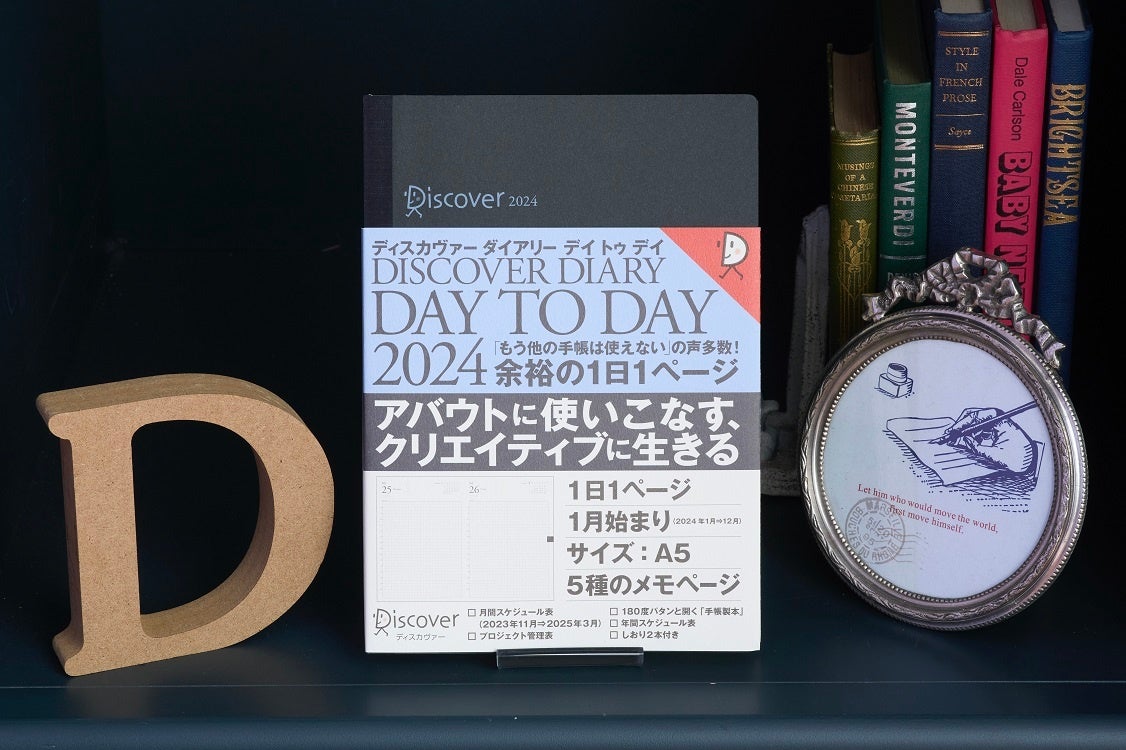 Discover 2024
ディスカヴァー ダイアリー デイ トゥ デイ
DISCOVER DIARY
DAY TO DAY
2024
「もう他の手帳は使えない」の声多数！
余裕の1日1ページ
アバウトに使いこなす、
クリエイティブに生きる
25
26
1日1ページ
1月始まり（2024年1月⇒12月）
サイズ：A5
5種のメモページ
Discover
ディスカヴァー
□ 月間スケジュール表
（2023年11月⇒2025年3月）
□ プロジェクト管理表
□ 180度パタンと開く「手帳製本」
□ 年間スケジュール表
□ しおり2本付き
D
MUSINGS
OF A
CHINESE
MONTEVERDI
STYLE
IN
FRENCH
PROSE
Sayce
Dale Carlson
BABY
BRIGHTSEA
Let him who would move the world,
first move himself.